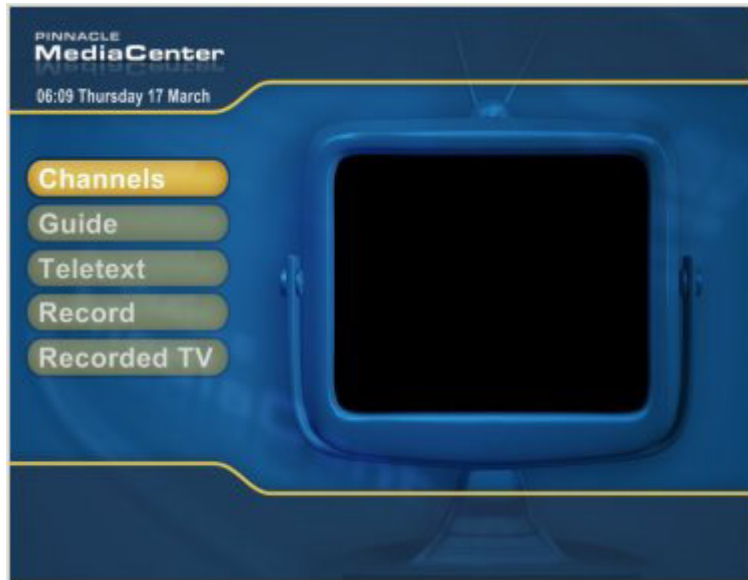 PINNACLE
MediaCenter
06:09 Thursday 17 March
Channels
Guide
Teletext
Record
Recorded TV